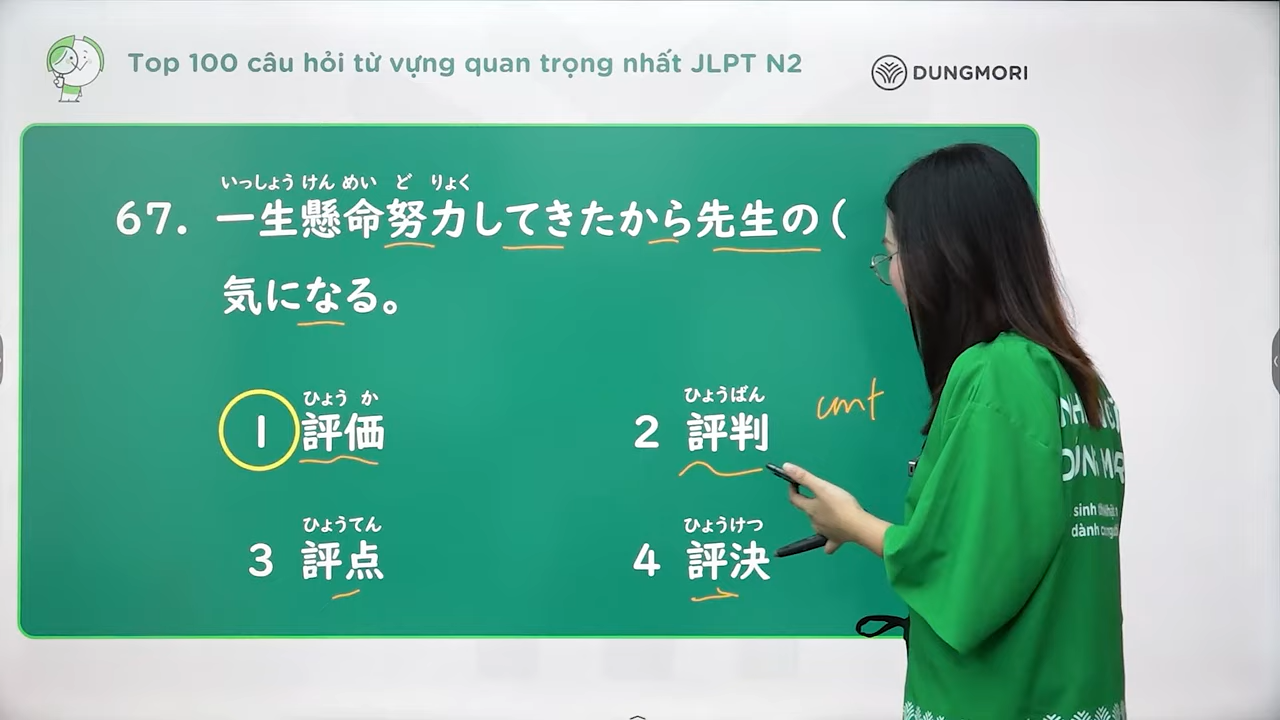 Top 100 câu hỏi từ vựng quan trọng nhất JLPT N2
DUNGMORI
いっしょう けん めい ど りょく
67. 一生懸命努力してきたから先生の(
気になる。
ひょう か
1 評価
ひょうばん
2 評判
cmt
ひょうてん
3 評点
ひょうけつ
4 評決